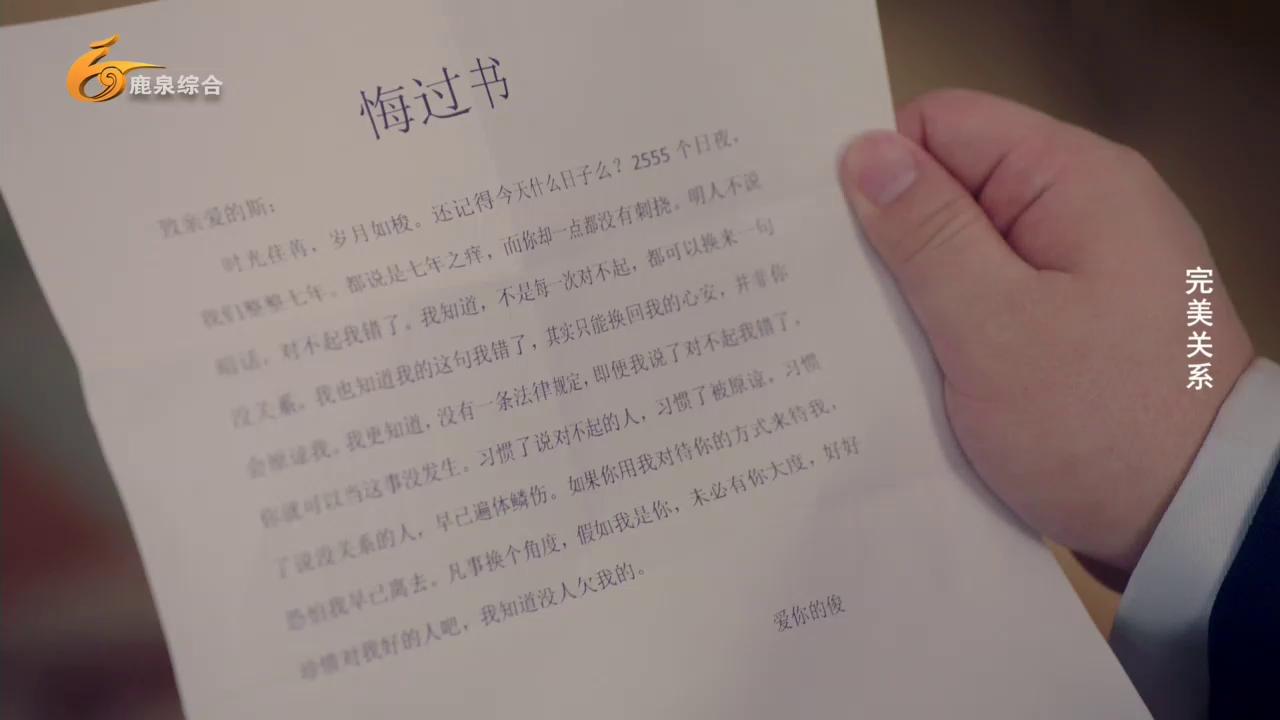 鹿泉综合
悔过书
致亲爱的斯:
时光荏苒,岁月如梭。还记得今天什么日子么?2555 个日夜,
我们整整七年。都说是七年之痒,而你却一点都没有刺挠。明人不说
暗话,对不起我错了。我知道,不是每一次对不起,都可以换来一句
没关系。我也知道我的这句我错了,其实只能换回我的心安,并非你
会原谅我。我更知道,没有一条法律规定,即便我说了对不起我错了,
你就可以当这事没发生。习惯了说对不起的人,习惯了被原谅,习惯
了说没关系的人,早已遍体鳞伤。如果你用我对待你的方式来待我,
恐怕我早已离去。凡事换个角度,假如我是你,未必有你大度,好好
珍惜对我好的人吧,我知道没人欠我的。
爱你的俊
完美关系